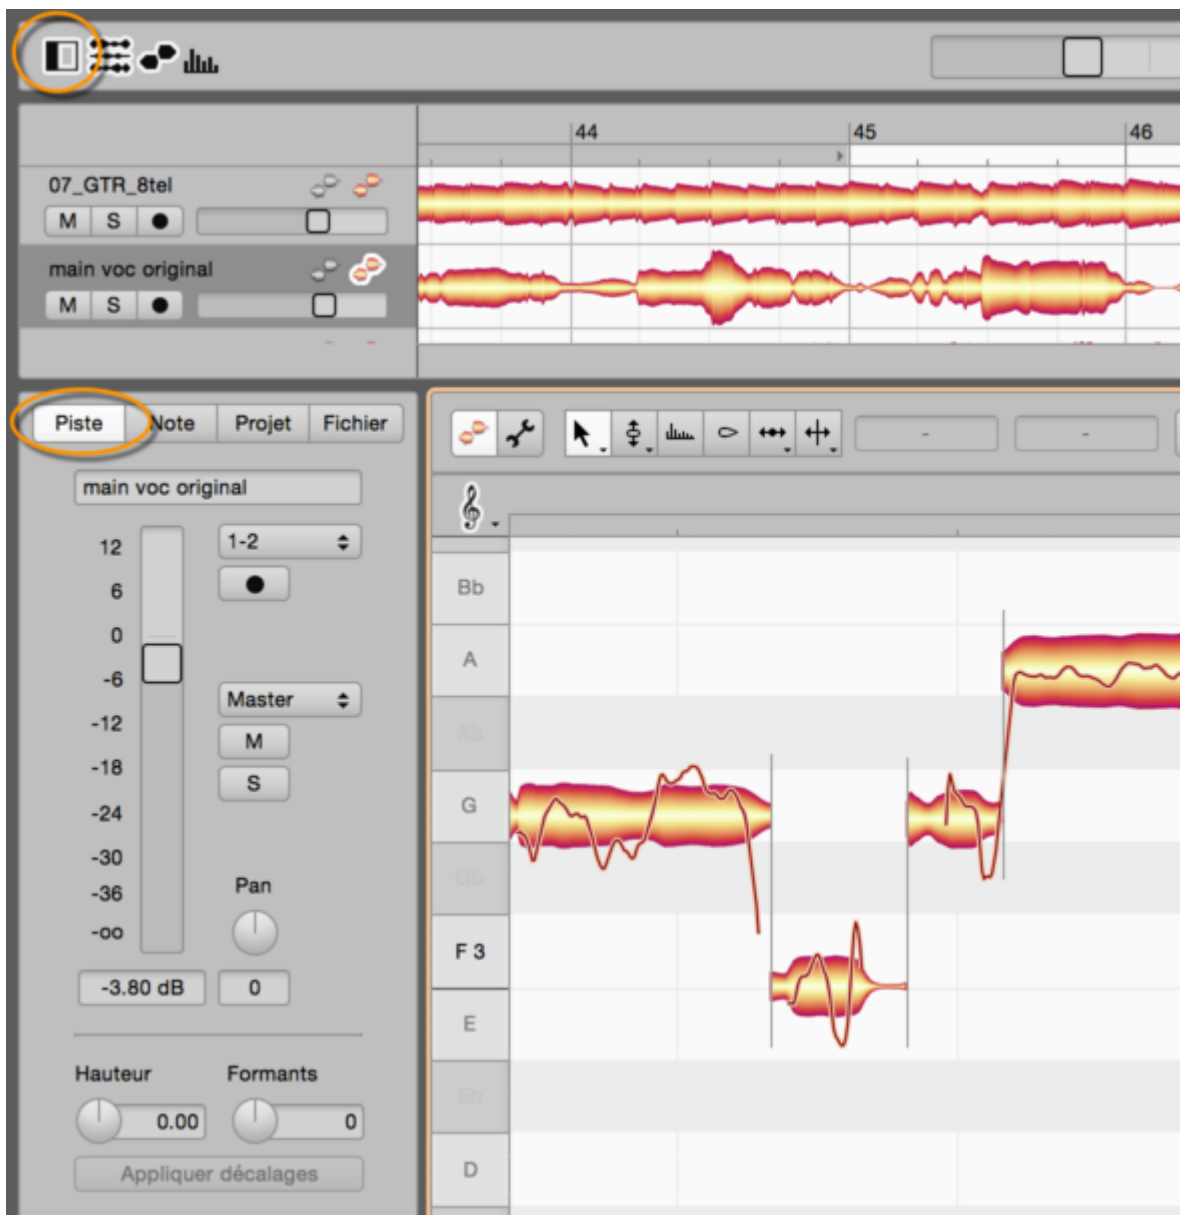 44 45 46
07_GTR_8tel
M S
main voc original
M S
Piste Note Projet Fichier
main voc original
12 1-2
6
0
-6
Master
-12
M
-18
S
-24
-30
-36 Pan
-oo
-3.80 dB 0
Hauteur Formants
0.00 0
Appliquer décalages
- -
Bb
A
Ab
G
Gb
F 3
E
Eb
D